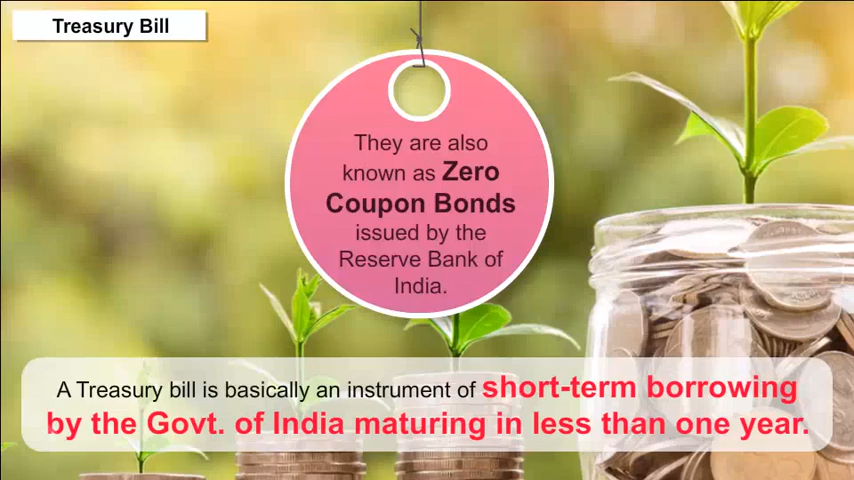 Treasury Bill
They are also
known as Zero
Coupon Bonds
issued by the
Reserve Bank of
India.
A Treasury bill is basically an instrument of short-term borrowing
by the Govt. of India maturing in less than one year.